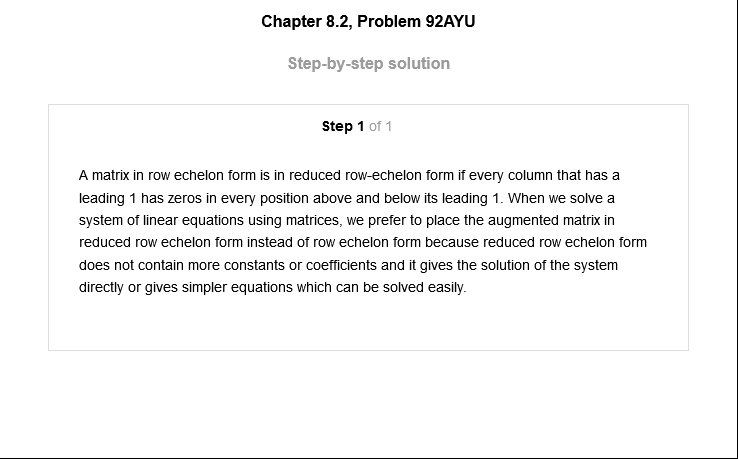 Chapter 8.2, Problem 92AYU
Step-by-step solution
Step 1 of 1
A matrix in row echelon form is in reduced row-echelon form if every column that has a
leading 1 has zeros in every position above and below its leading 1. When we solve a
system of linear equations using matrices, we prefer to place the augmented matrix in
reduced row echelon form instead of row echelon form because reduced row echelon form
does not contain more constants or coefficients and it gives the solution of the system
directly or gives simpler equations which can be solved easily.